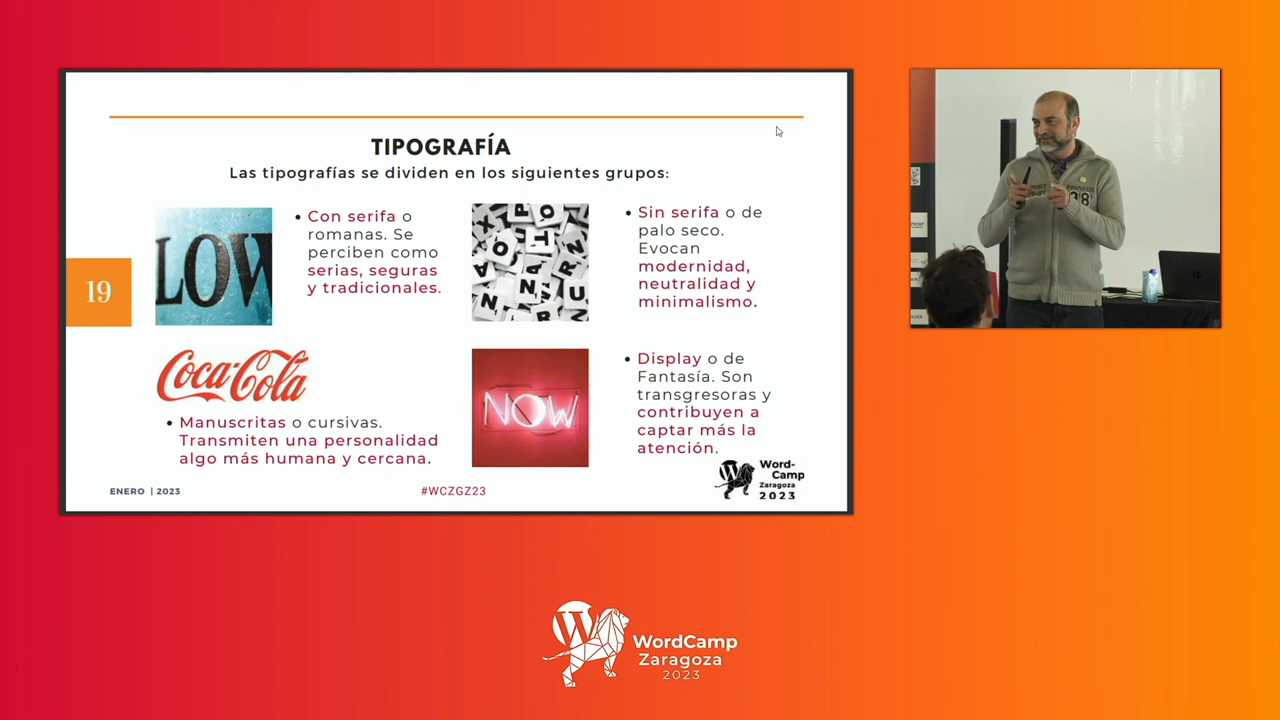 TIPOGRAFÍA
Las tipografías se dividen en los siguientes grupos:
LOW
• Con serifa o
romanas. Se
perciben como
serias, seguras
y tradicionales.
• Sin serifa o de
palo seco.
Evocan
modernidad,
neutralidad y
minimalismo.
19
Coca-Cola
• Manuscritas o cursivas.
Transmiten una personalidad
algo más humana y cercana.
NOW
• Display o de
Fantasía. Son
transgresoras y
contribuyen a
captar más la
atención.
ENERO | 2023
#WCZGZ23
Word-
Camp
Zaragoza
2023
WordCamp
Zaragoza
2023